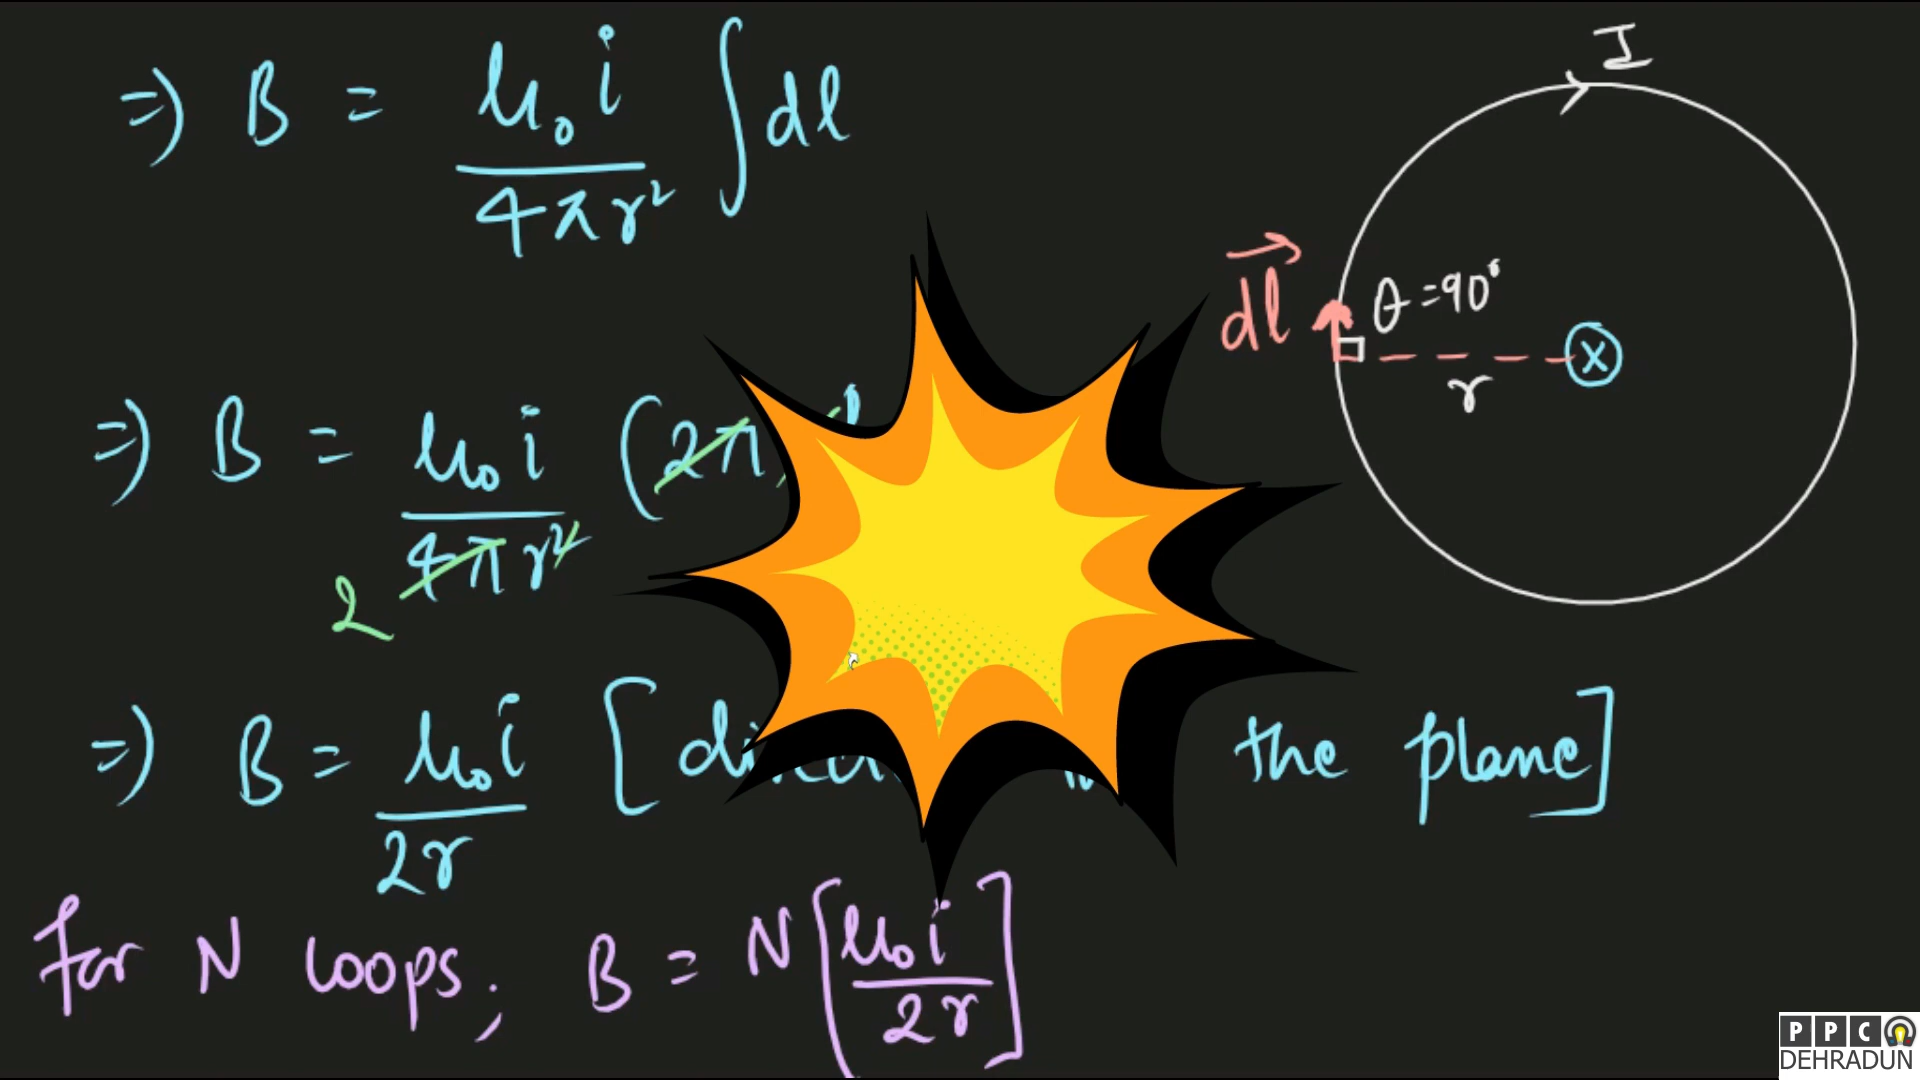 ⇒ B = μ₀i / 4πr² ∫dl
I
dl
θ = 90°
r
⇒ B = μ₀i / 4πr² (2π
2
⇒ B = μ₀i / 2r [ the plane]
For N loops; B = N[μ₀i / 2r]
PPC
DEHRADUN